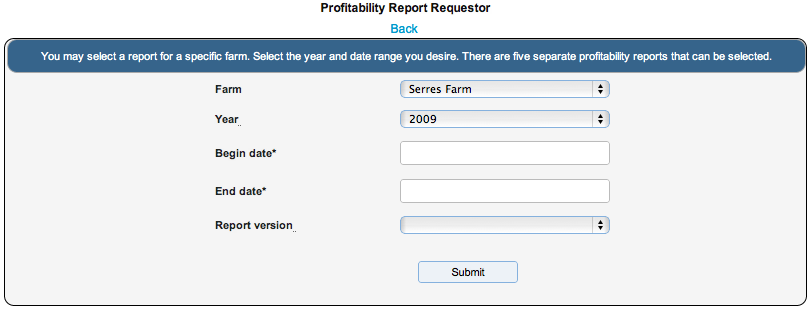 Profitability Report Requestor
Back
You may select a report for a specific farm. Select the year and date range you desire. There are five separate profitability reports that can be selected.
Farm Serres Farm
Year 2009
Begin date*
End date*
Report version
Submit